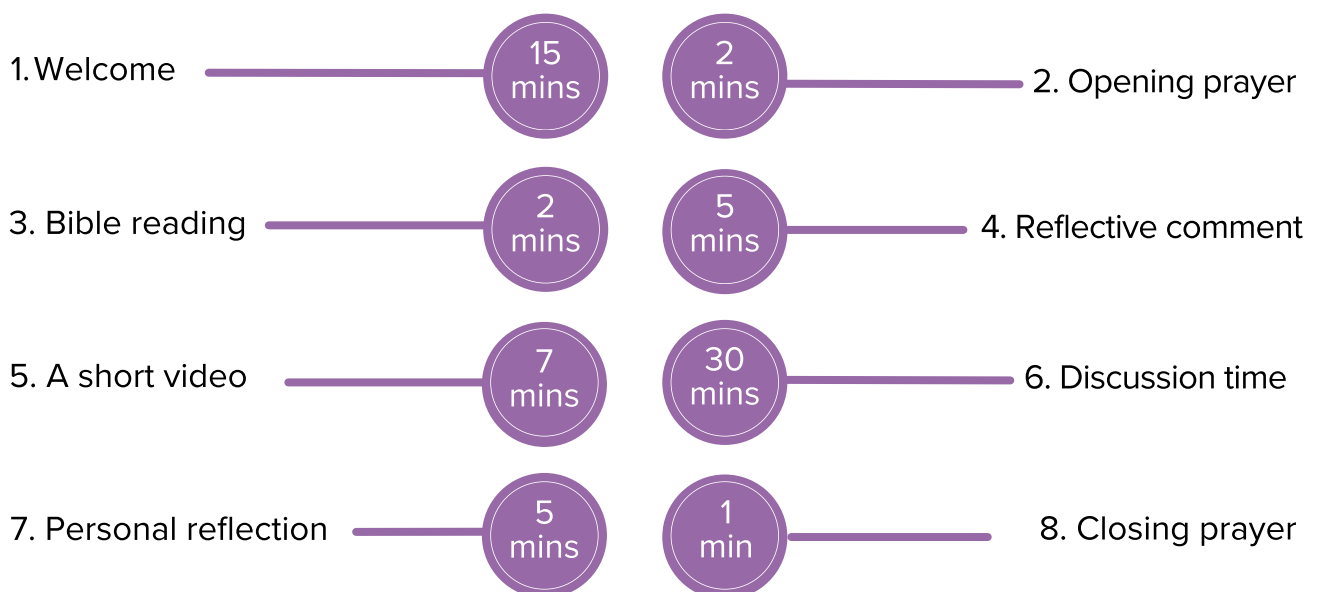 1. Welcome
15
mins
2
mins
2. Opening prayer
3. Bible reading
2
mins
5
mins
4. Reflective comment
5. A short video
7
mins
30
mins
6. Discussion time
7. Personal reflection
5
mins
1
min
8. Closing prayer